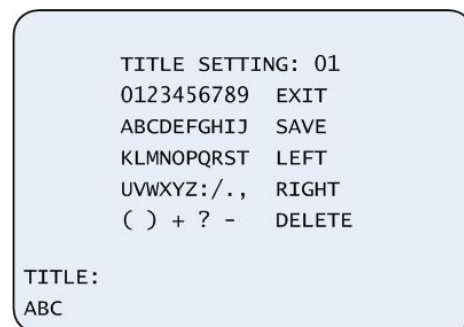 TITLE SETTING: 01
0123456789 EXIT
ABCDEFGHIJ SAVE
KLMNOPQRST LEFT
UVWXYZ:/., RIGHT
( ) + ? - DELETE
TITLE:
ABC